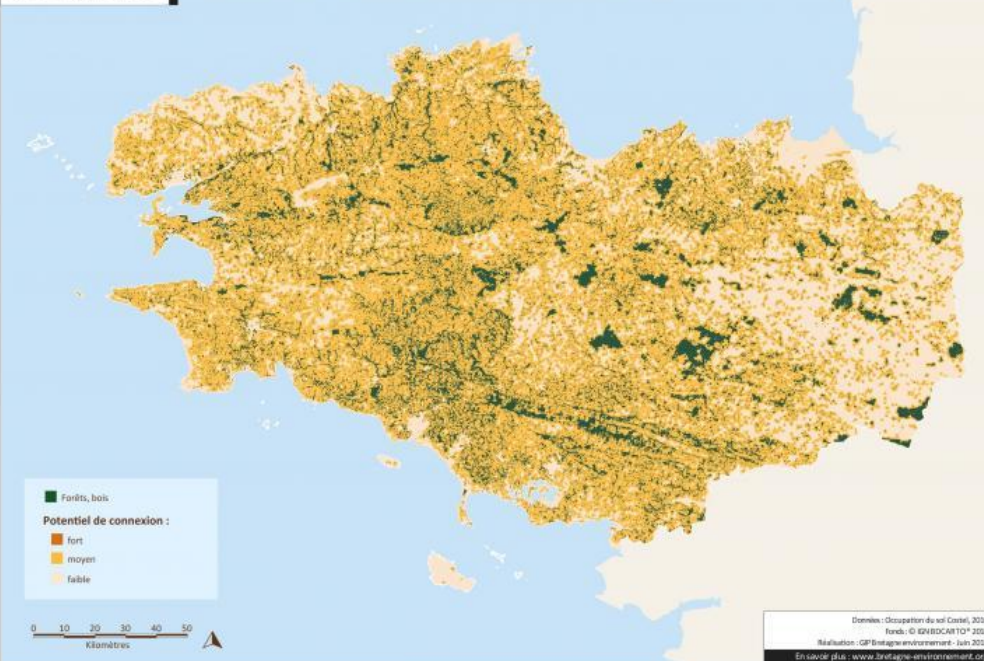 Forêts, bois
Potentiel de connexion :
fort
moyen
faible
0 10 20 30 40 50
Kilomètres
Données : Occupation du sol Costel, 201
Fonds : © IGN BDCARTO® 201
Réalisation : GIP Bretagne environnement - Juin 201
En savoir plus : www.bretagne-environnement.or